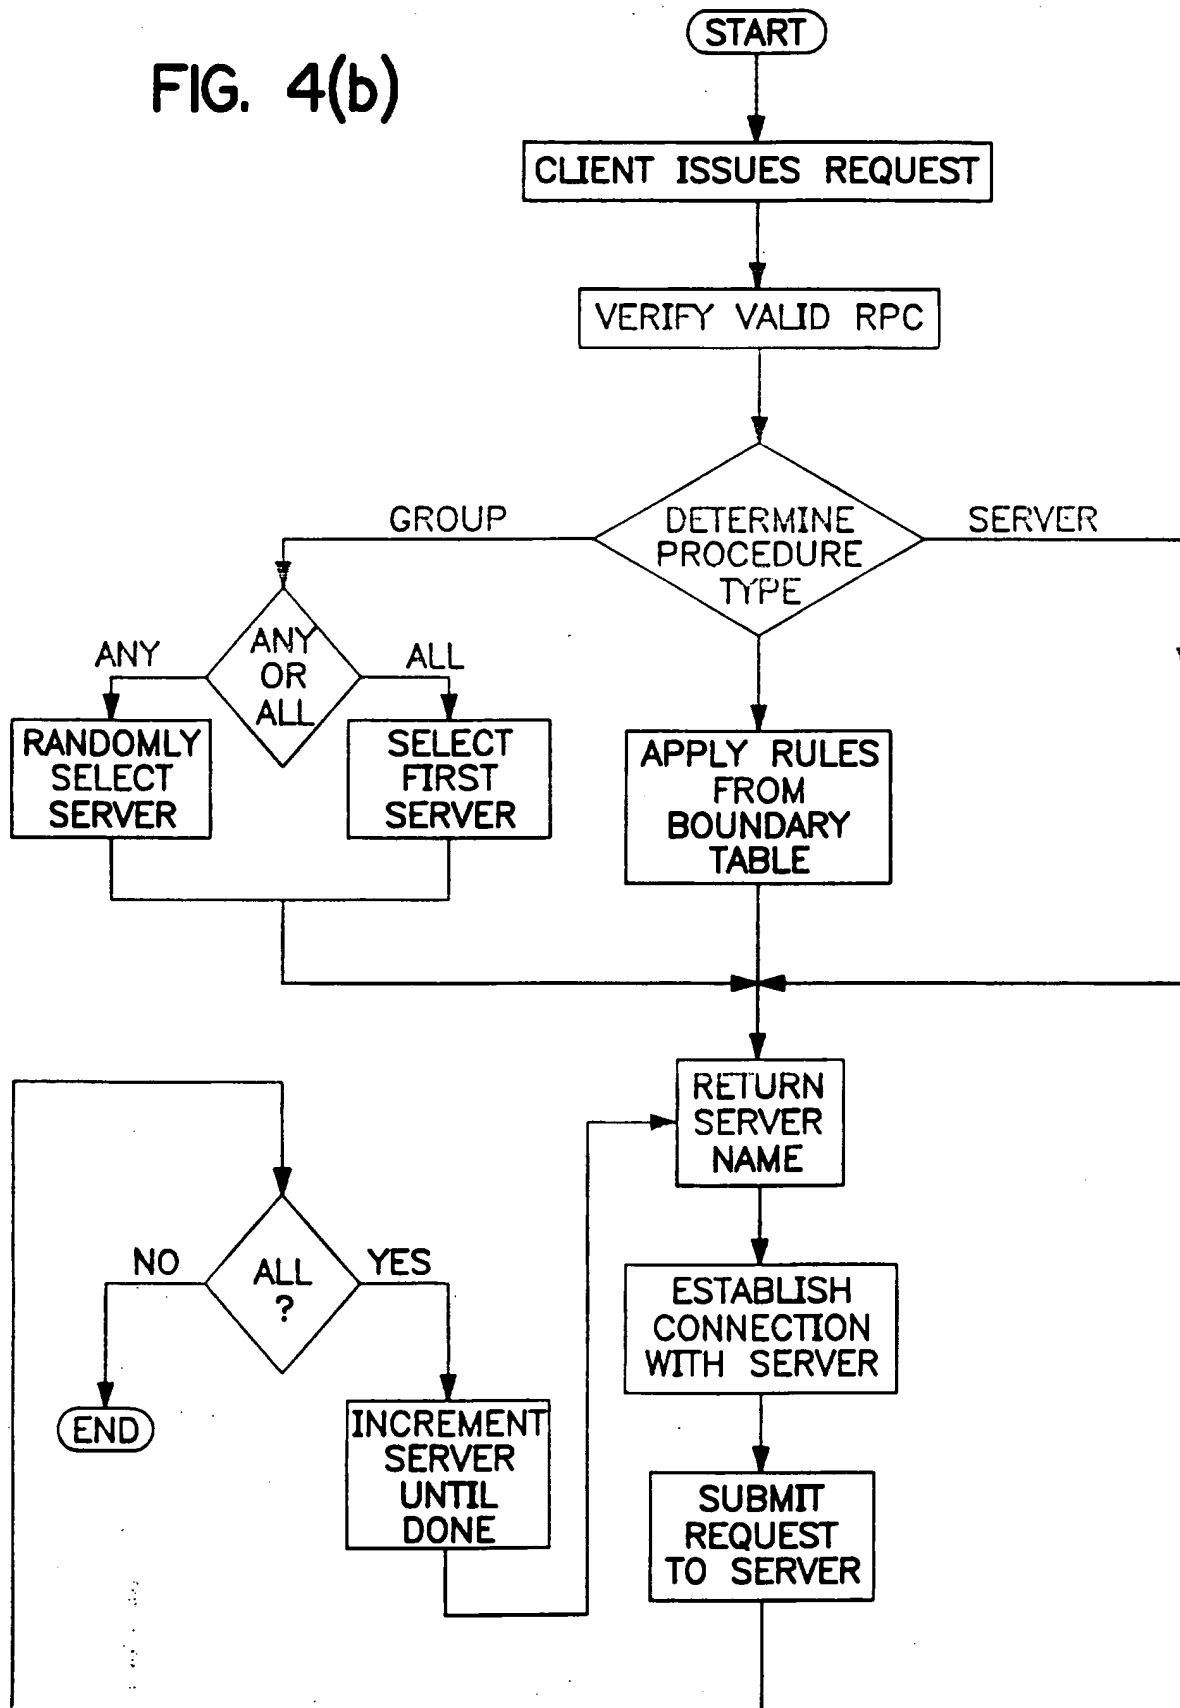 START
FIG. 4(b)
CLIENT ISSUES REQUEST
VERIFY VALID RPC
GROUP
DETERMINE
PROCEDURE
TYPE
SERVER
ANY
ANY
OR
ALL
ALL
RANDOMLY
SELECT
SERVER
SELECT
FIRST
SERVER
APPLY RULES
FROM
BOUNDARY
TABLE
RETURN
SERVER
NAME
NO
ALL
?
YES
ESTABLISH
CONNECTION
WITH SERVER
END
INCREMENT
SERVER
UNTIL
DONE
SUBMIT
REQUEST
TO SERVER